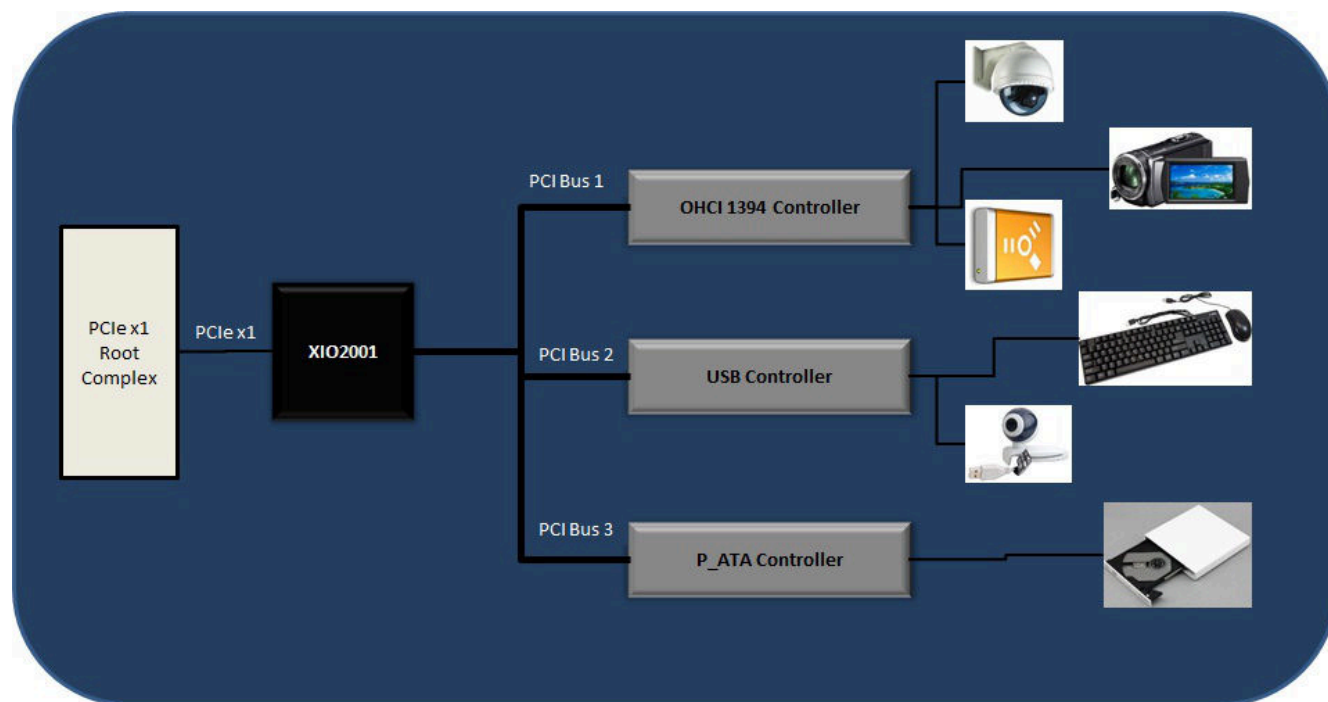 PCIe x1
Root
Complex
PCIe x1
XIO2001
PCI Bus 1
OHCI 1394 Controller
PCI Bus 2
USB Controller
PCI Bus 3
P_ATA Controller